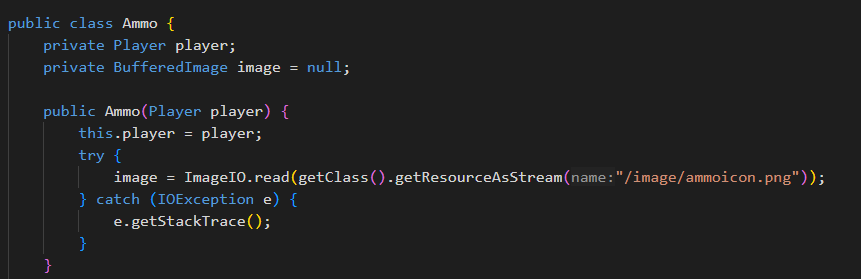 public class Ammo {
    private Player player;
    private BufferedImage image = null;

    public Ammo(Player player) {
        this.player = player;
        try {
            image = ImageIO.read(getClass().getResourceAsStream(name:"/image/ammoicon.png"));
        } catch (IOException e) {
            e.getStackTrace();
        }
    }